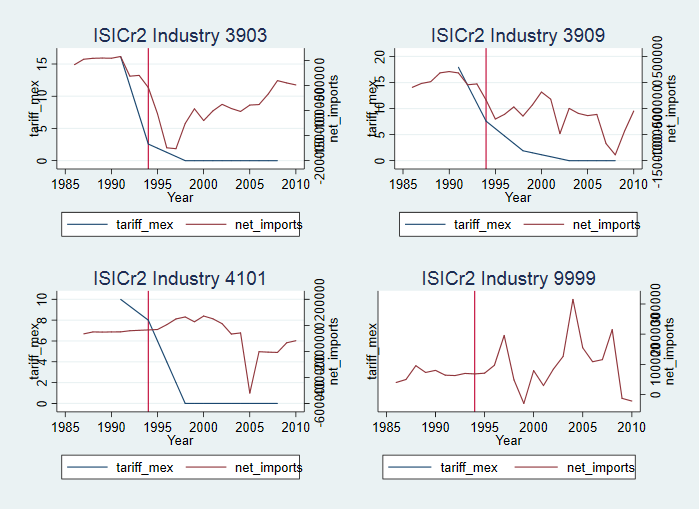 ISICr2 Industry 3903
15
10
5
0
tariff_mex
net_imports
1985 1990 1995 2000 2005 2010
Year
tariff_mex net_imports
ISICr2 Industry 3909
20
15
10
5
0
tariff_mex
net_imports
1985 1990 1995 2000 2005 2010
Year
tariff_mex net_imports
ISICr2 Industry 4101
10
8
6
4
2
0
tariff_mex
net_imports
1985 1990 1995 2000 2005 2010
Year
tariff_mex net_imports
ISICr2 Industry 9999
tariff_mex
0
net_imports
1985 1990 1995 2000 2005 2010
Year
tariff_mex net_imports